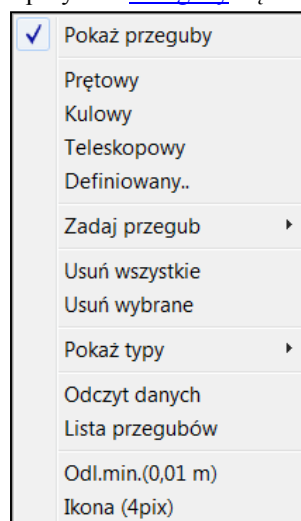 Pokaż przeguby
Prętowy
Kulowy
Teleskopowy
Definiowany..
Zadaj przegub
Usuń wszystkie
Usuń wybrane
Pokaż typy
Odczyt danych
Lista przegubów
Odl.min.(0,01 m)
Ikona (4pix)